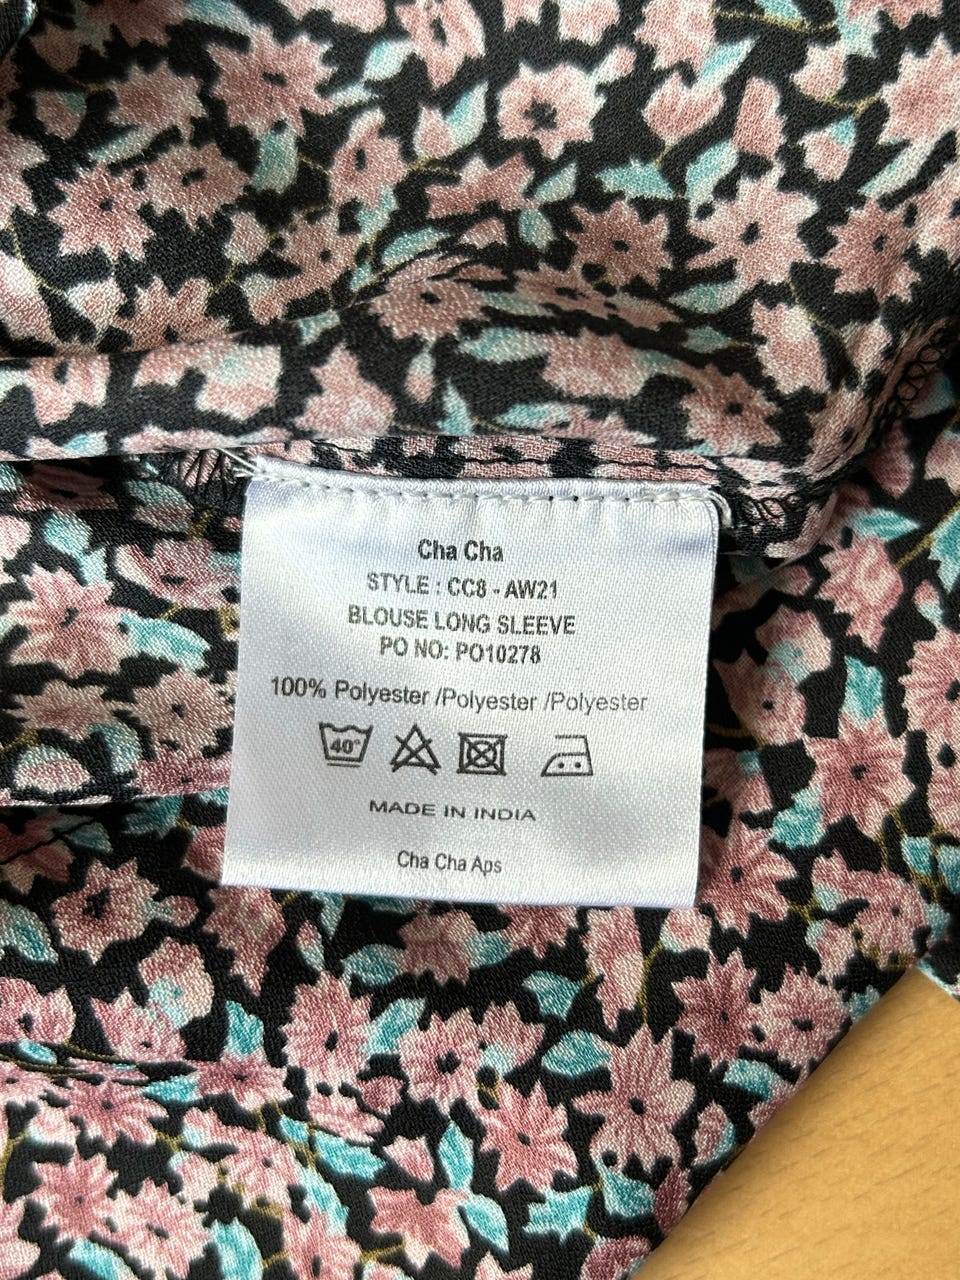 Cha Cha
STYLE : CC8 - AW21
BLOUSE LONG SLEEVE
PO NO: PO10278
100% Polyester /Polyester /Polyester
40°
MADE IN INDIA
Cha Cha Aps